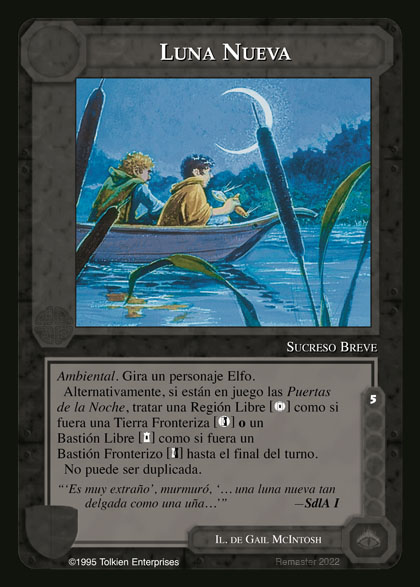 Luna Nueva
Sucreso Breve
Ambiental. Gira un personaje Elfo.
Alternativamente, si están en juego las Puertas
de la Noche, tratar una Región Libre [ ] como si
fuera una Tierra Fronteriza [ ] o un
Bastión Libre [ ] como si fuera un
Bastión Fronterizo [ ] hasta el final del turno.
No puede ser duplicada.
5
“‘Es muy extraño’, murmuró, ‘… una luna nueva tan
delgada como una uña…’” —SdlA I
Il. de Gail McIntosh
©1995 Tolkien Enterprises
Remaster 2022